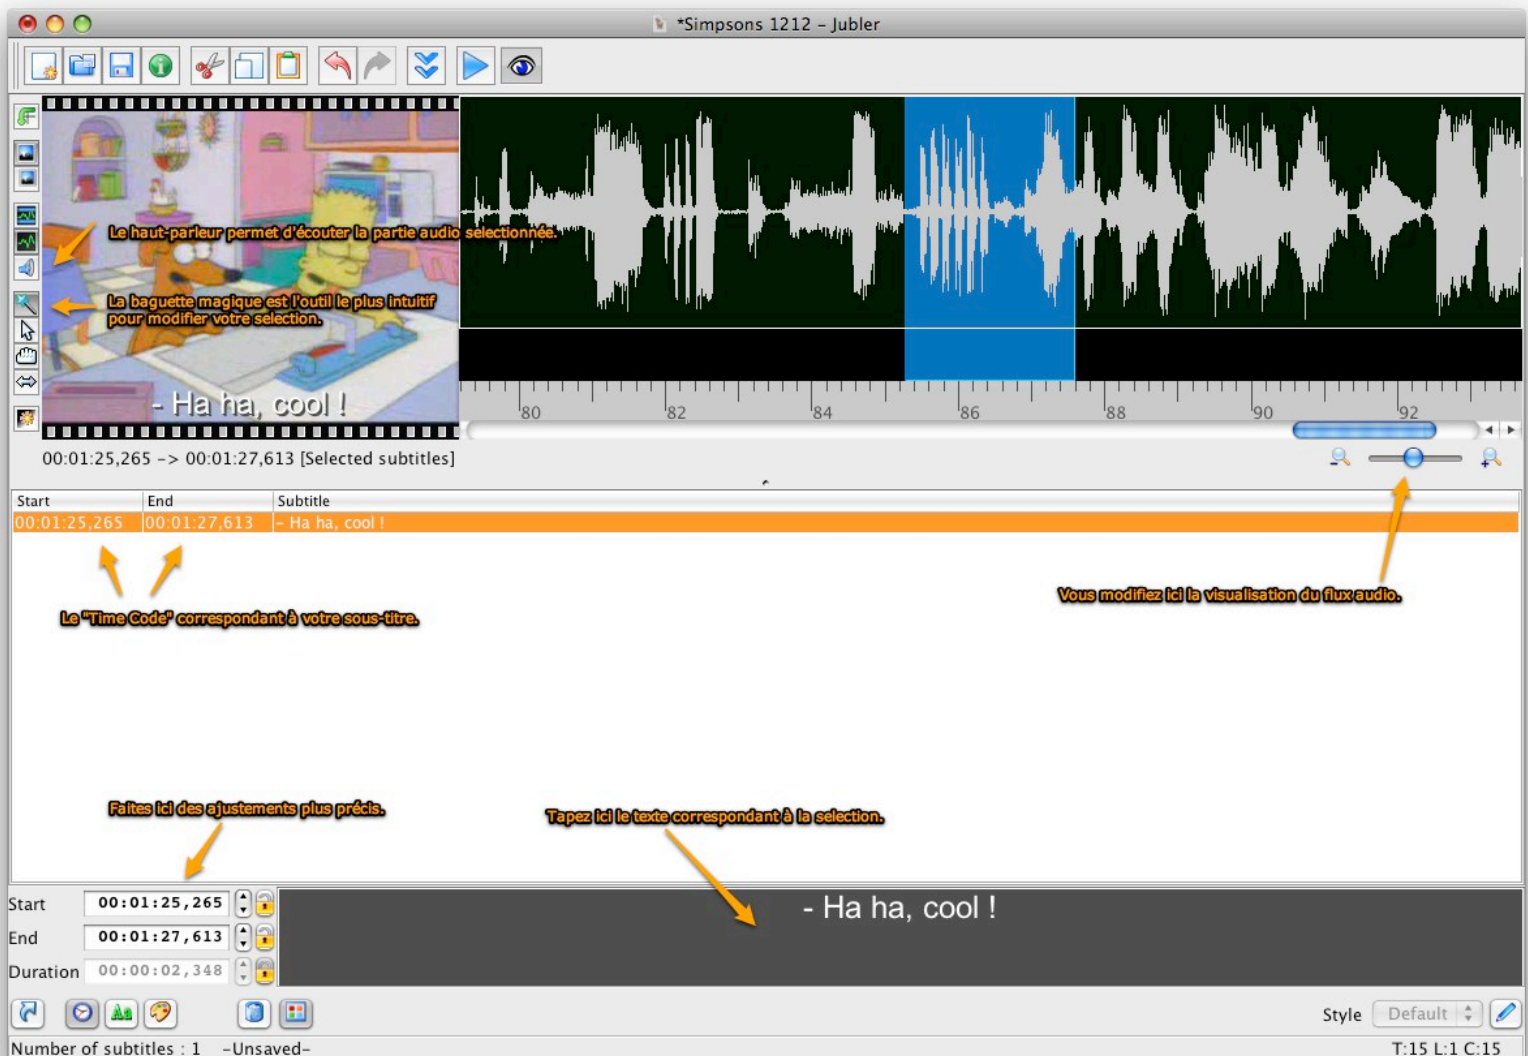 *Simpsons 1212 – Jubler
Le haut-parleur permet d'écouter la partie audio selectionnée.
La baguette magique est l'outil le plus intuitif
pour modifier votre selection.
- Ha ha, cool !
80 82 84 86 88 90 92
00:01:25,265 -> 00:01:27,613 [Selected subtitles]
Start End Subtitle
00:01:25,265 00:01:27,613 - Ha ha, cool !
Vous modifiez ici la visualisation du flux audio.
Le "Time Code" correspondant à votre sous-titre.
Faites ici des ajustements plus précis.
Tapez ici le texte correspondant à la selection.
Start 00:01:25,265
- Ha ha, cool !
End 00:01:27,613
Duration 00:00:02,348
Aa
Style Default
Number of subtitles : 1 -Unsaved-
T:15 L:1 C:15